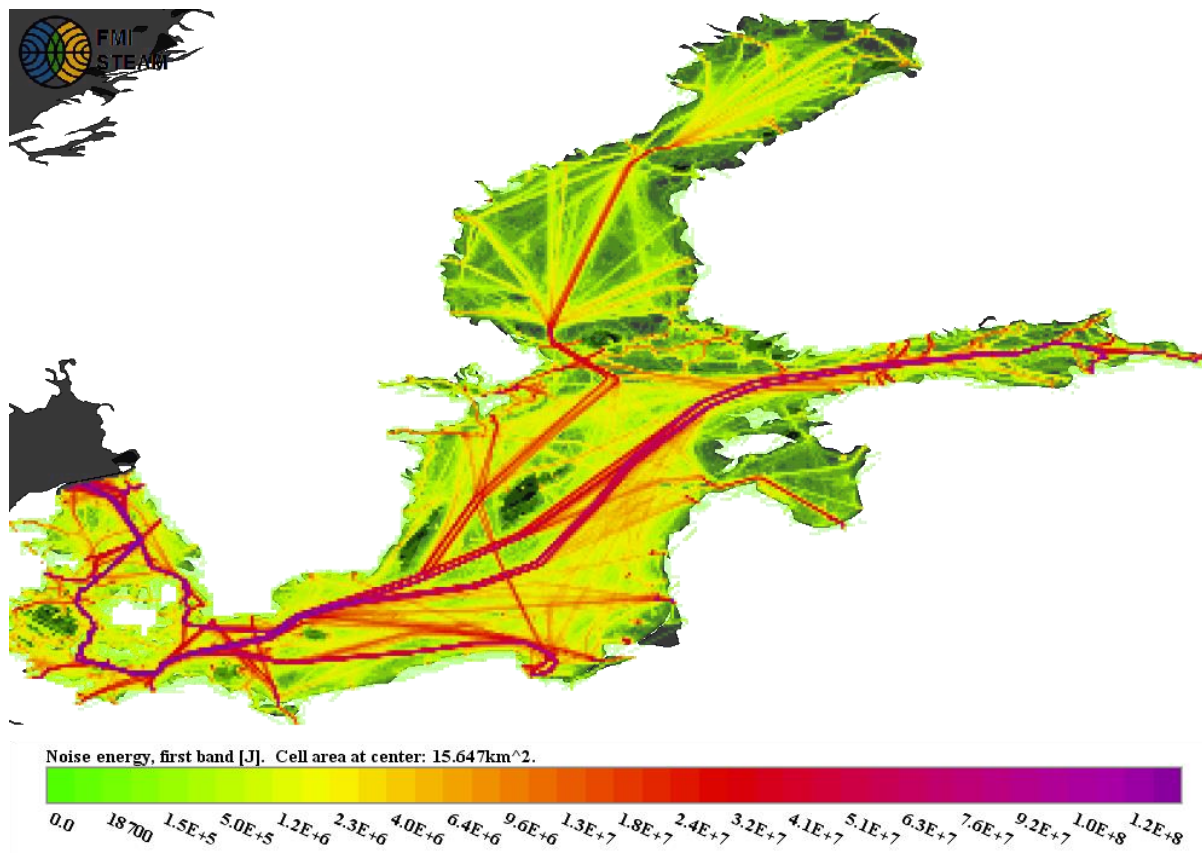 FMI
STEAM
Noise energy, first band [J]. Cell area at center: 15.647km^2.
0.0 18700 1.5E+5 5.0E+5 1.2E+6 2.3E+6 4.0E+6 6.4E+6 9.6E+6 1.3E+7 1.8E+7 2.4E+7 3.2E+7 4.1E+7 5.1E+7 6.3E+7 7.6E+7 9.2E+7 1.0E+8 1.2E+8